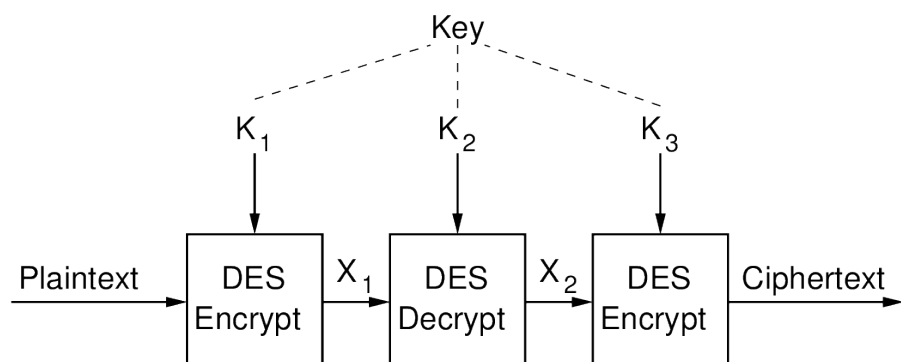 Key
K1 K2 K3
Plaintext DES Encrypt X1 DES Decrypt X2 DES Encrypt Ciphertext